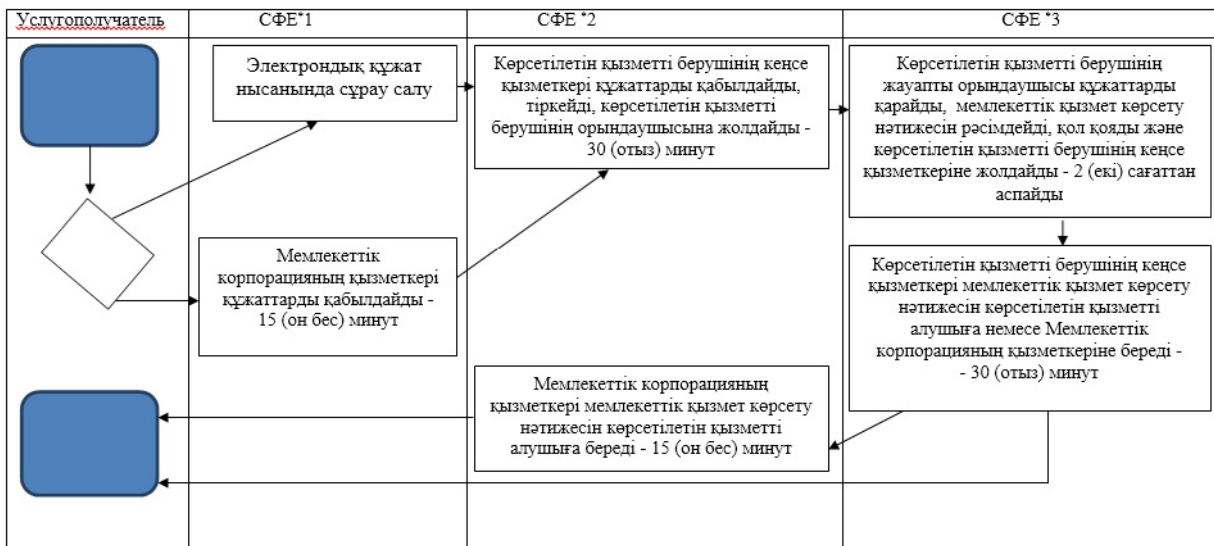 Услугополучатель
СФЕ*1
СФЕ *2
СФЕ *3
Электрондық құжат
нысанында сұрау салу
Көрсетілетін қызметті берушінің кеңсе
қызметкері құжаттарды қабылдайды,
тіркейді, көрсетілетін қызметті
берушінің орындаушысына жолдайды -
30 (отыз) минут
Көрсетілетін қызметті берушінің
жауапты орындаушысы құжаттарды
қарайды, мемлекеттік қызмет көрсету
нәтижесін рәсімдейді, қол қояды және
көрсетілетін қызметті берушінің кеңсе
қызметкеріне жолдайды - 2 (екі) сағаттан
аспайды
Мемлекеттік
корпорацияның қызметкері
құжаттарды қабылдайды -
15 (он бес) минут
Көрсетілетін қызметті берушінің кеңсе
қызметкері мемлекеттік қызмет көрсету
нәтижесін көрсетілетін қызметті
алушыға немесе Мемлекеттік
корпорацияның қызметкеріне береді -
- 30 (отыз) минут
Мемлекеттік корпорацияның
қызметкері мемлекеттік қызмет көрсету
нәтижесін көрсетілетін қызметті
алушыға береді - 15 (он бес) минут